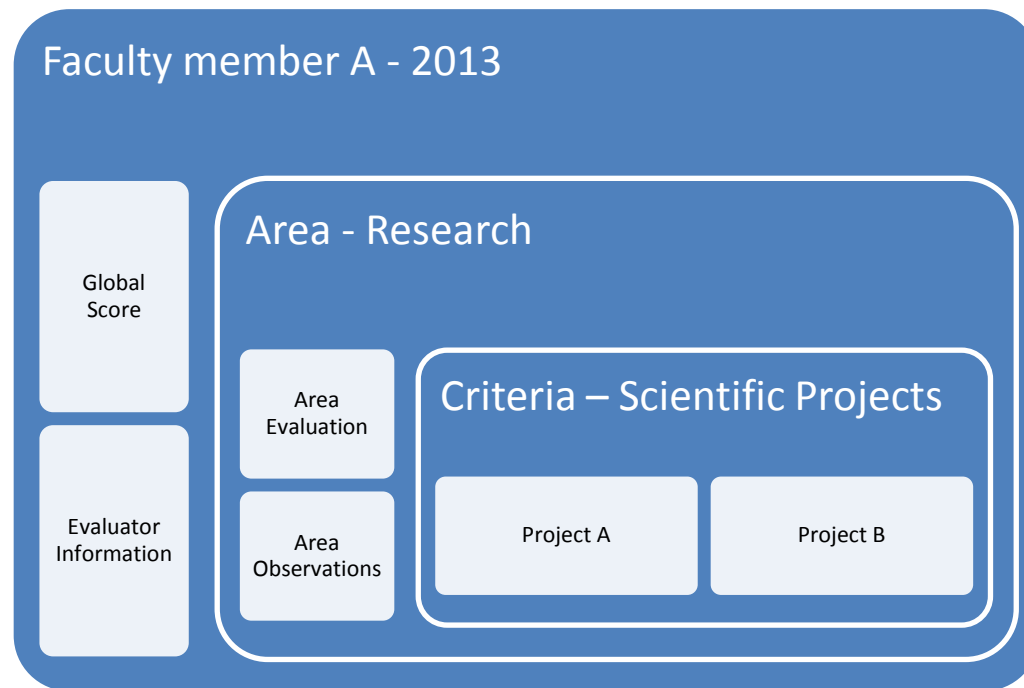 Faculty member A - 2013
Global
Score
Evaluator
Information
Area - Research
Area
Evaluation
Area
Observations
Criteria – Scientific Projects
Project A
Project B